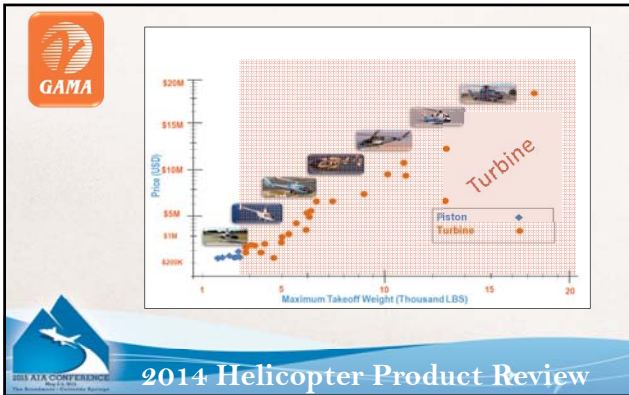 GAMA
$20M
$15M
$10M
$5M
$1M
$200K
Price (USD)
Turbine
Piston
Turbine
1 5 10 15 20
Maximum Takeoff Weight (Thousand LBS)
2015 AIA CONFERENCE
2014 Helicopter Product Review